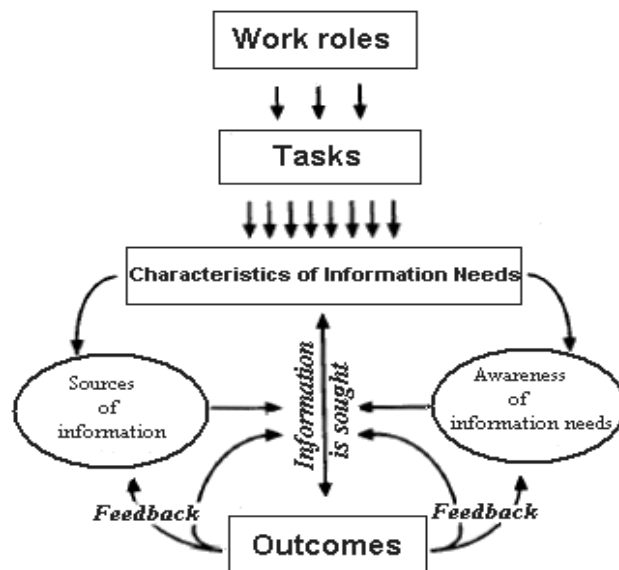 Work roles
Tasks
Characteristics of Information Needs
Sources
of
information
Information
is sought
Awareness
of
information needs
Feedback
Feedback
Outcomes